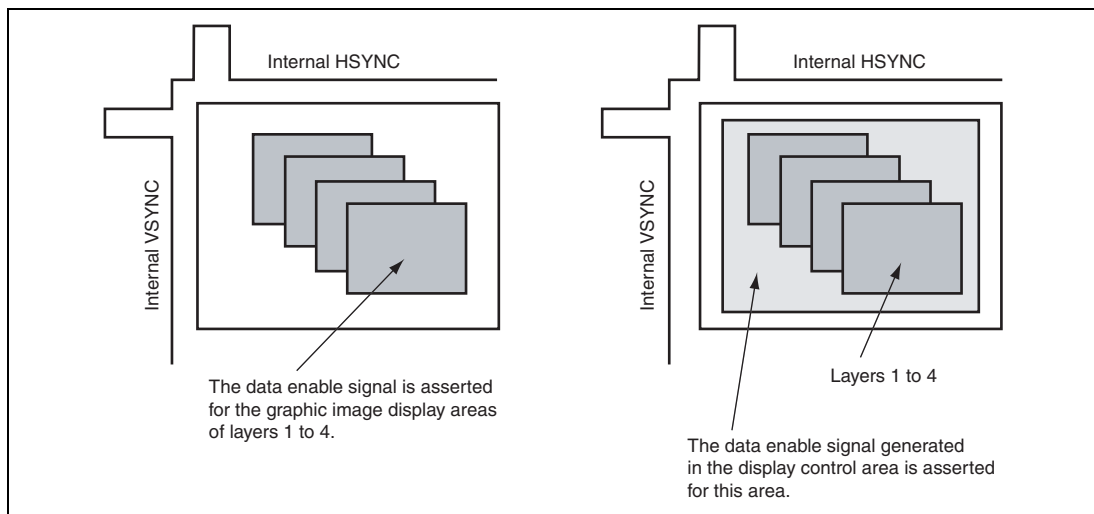 Internal HSYNC
Internal VSYNC
The data enable signal is asserted
for the graphic image display areas
of layers 1 to 4.
Internal HSYNC
Internal VSYNC
Layers 1 to 4
The data enable signal generated
in the display control area is asserted
for this area.